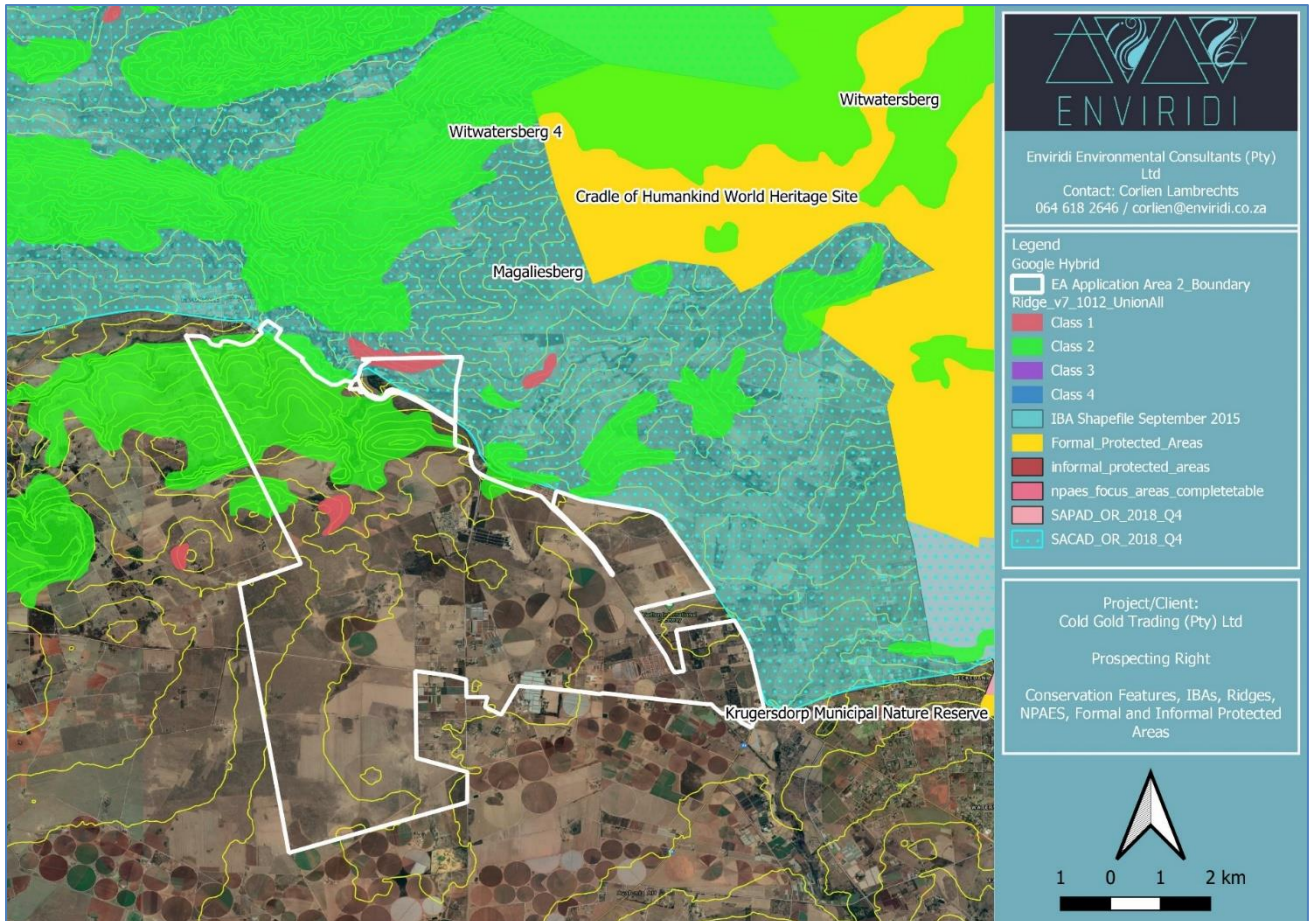 Witwatersberg
Witwatersberg 4
Cradle of Humankind World Heritage Site
Magaliesberg
Krugersdorp Municipal Nature Reserve
ENVIRIDI
Enviridi Environmental Consultants (Pty)
Ltd
Contact: Corlien Lambrechts
064 618 2646 / corlien@enviridi.co.za
Legend
Google Hybrid
EA Application Area 2_Boundary
Ridge_v7_1012_UnionAll
Class 1
Class 2
Class 3
Class 4
IBA Shapefile September 2015
Formal_Protected_Areas
informal_protected_areas
npaes_focus_areas_completetable
SAPAD_OR_2018_Q4
SACAD_OR_2018_Q4
Project/Client:
Cold Gold Trading (Pty) Ltd
Prospecting Right
Conservation Features, IBAs, Ridges,
NPAES, Formal and Informal Protected
Areas
1 0 1 2 km